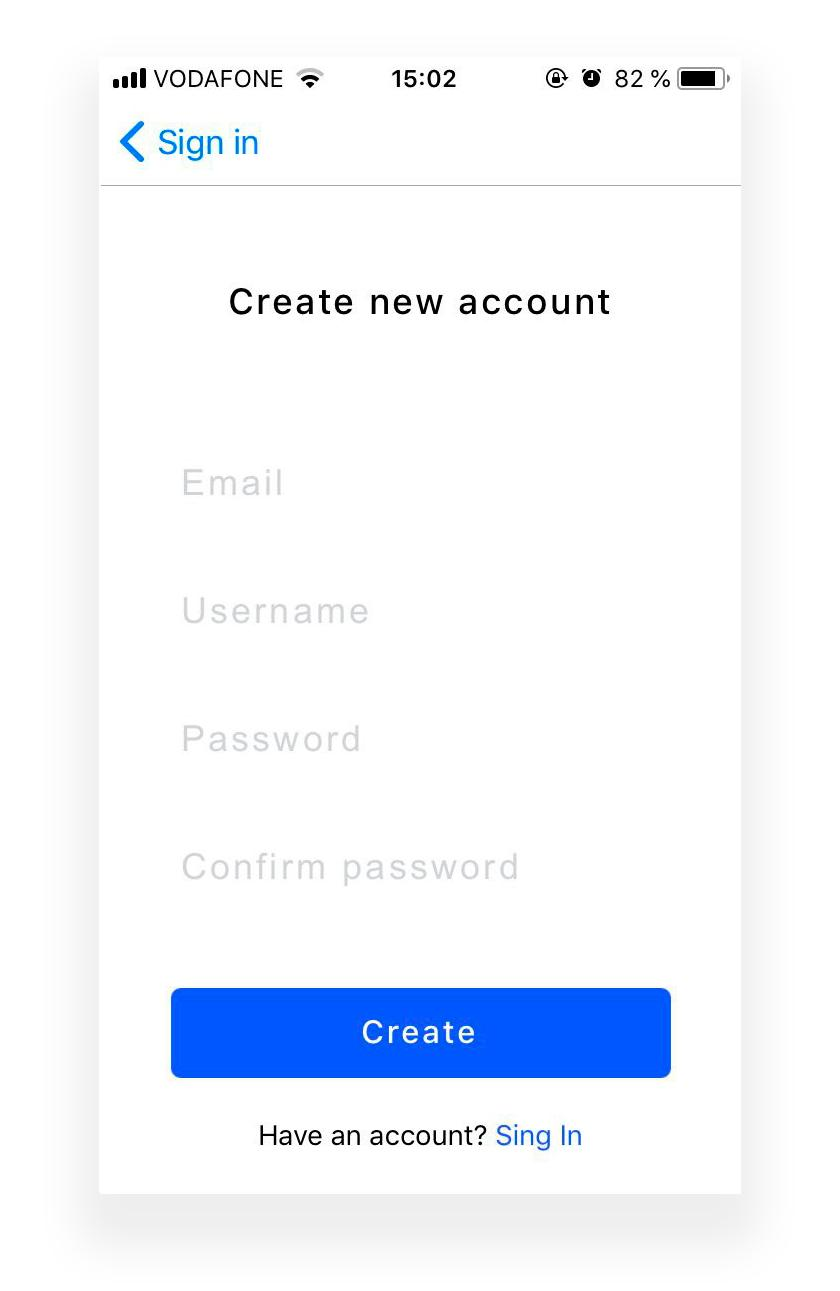 VODAFONE 15:02 82 %
Sign in
Create new account
Email
Username
Password
Confirm password
Create
Have an account? Sing In